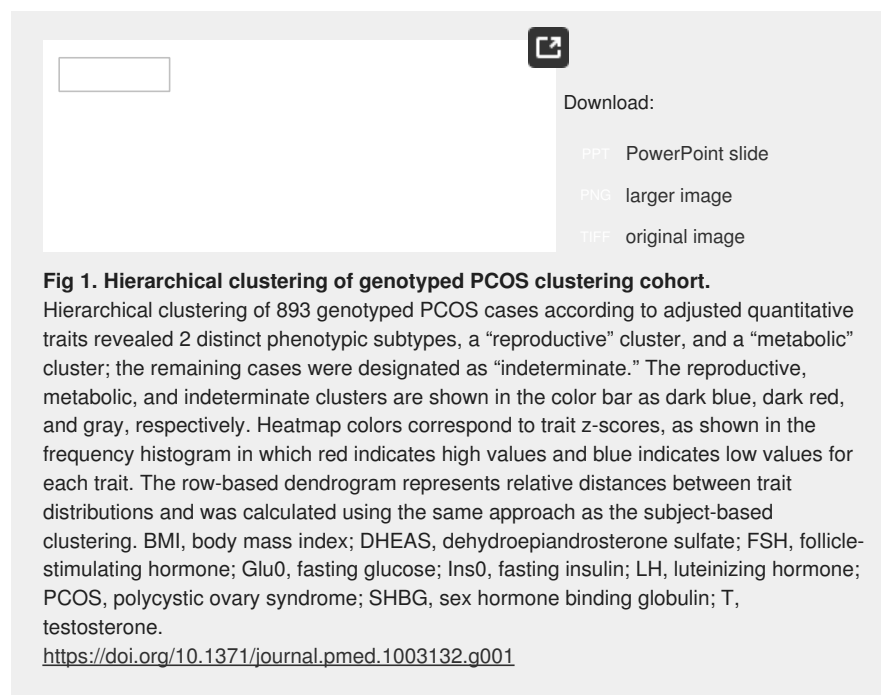 Download:
PPT PowerPoint slide
PNG larger image
TIFF original image
Fig 1. Hierarchical clustering of genotyped PCOS clustering cohort.
Hierarchical clustering of 893 genotyped PCOS cases according to adjusted quantitative
traits revealed 2 distinct phenotypic subtypes, a “reproductive” cluster, and a “metabolic”
cluster; the remaining cases were designated as “indeterminate.” The reproductive,
metabolic, and indeterminate clusters are shown in the color bar as dark blue, dark red,
and gray, respectively. Heatmap colors correspond to trait z-scores, as shown in the
frequency histogram in which red indicates high values and blue indicates low values for
each trait. The row-based dendrogram represents relative distances between trait
distributions and was calculated using the same approach as the subject-based
clustering. BMI, body mass index; DHEAS, dehydroepiandrosterone sulfate; FSH, follicle-
stimulating hormone; Glu0, fasting glucose; Ins0, fasting insulin; LH, luteinizing hormone;
PCOS, polycystic ovary syndrome; SHBG, sex hormone binding globulin; T,
testosterone.
https://doi.org/10.1371/journal.pmed.1003132.g001